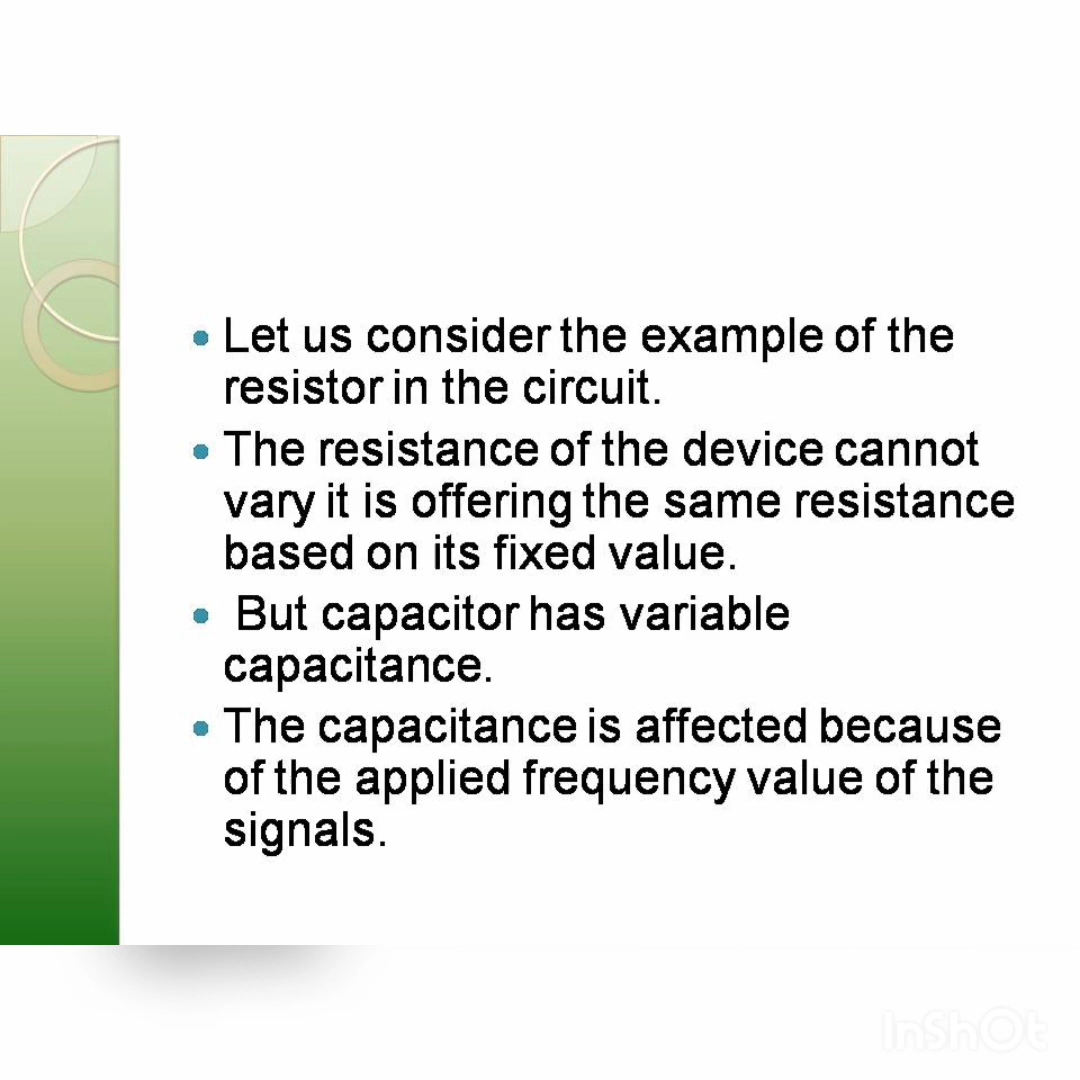 Let us consider the example of the
resistor in the circuit.
The resistance of the device cannot
vary it is offering the same resistance
based on its fixed value.
But capacitor has variable
capacitance.
The capacitance is affected because
of the applied frequency value of the
signals.
InShOt